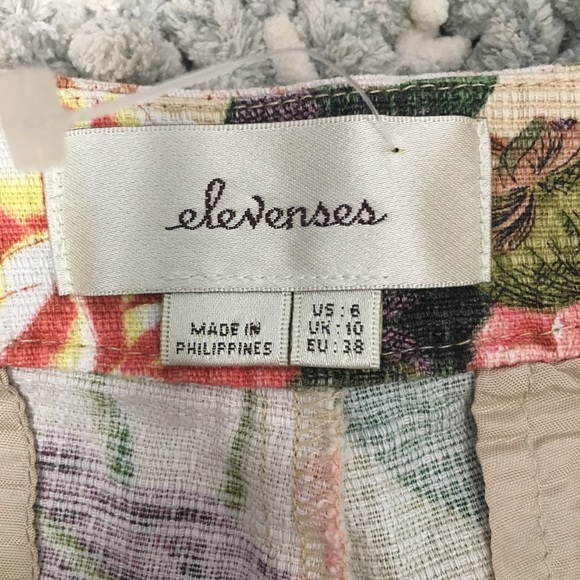 elevenses
MADE IN
PHILIPPINES
US : 6
UK : 10
EU : 38